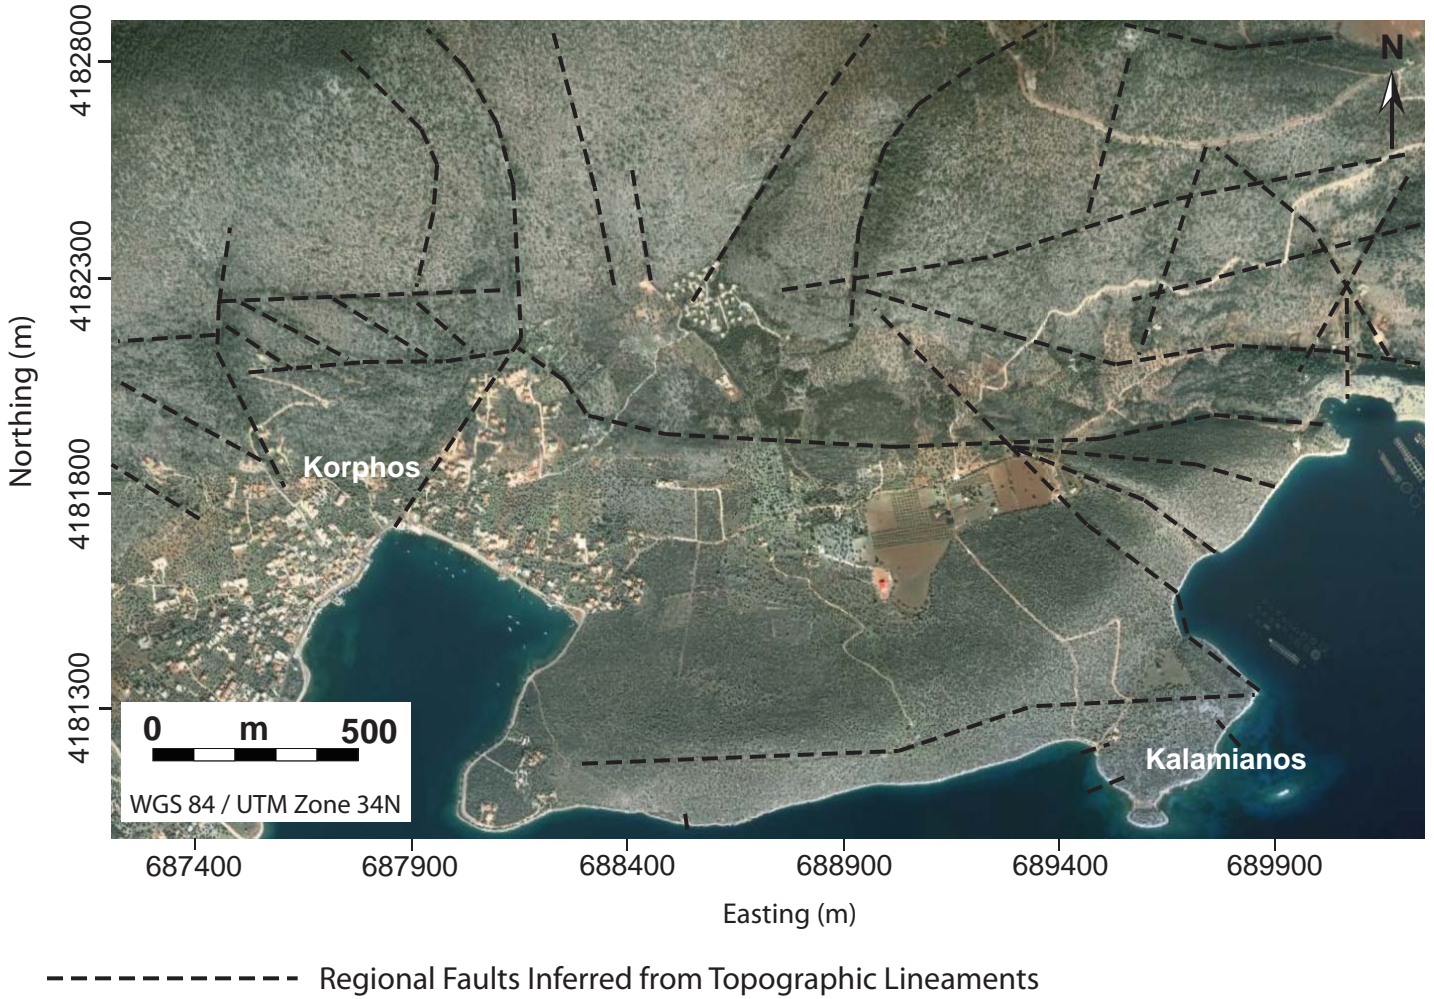 4182800
4182300
4181800
4181300
Northing (m)
N
Korphos
Kalamianos
0 m 500
WGS 84 / UTM Zone 34N
687400 687900 688400 688900 689400 689900
Easting (m)
Regional Faults Inferred from Topographic Lineaments